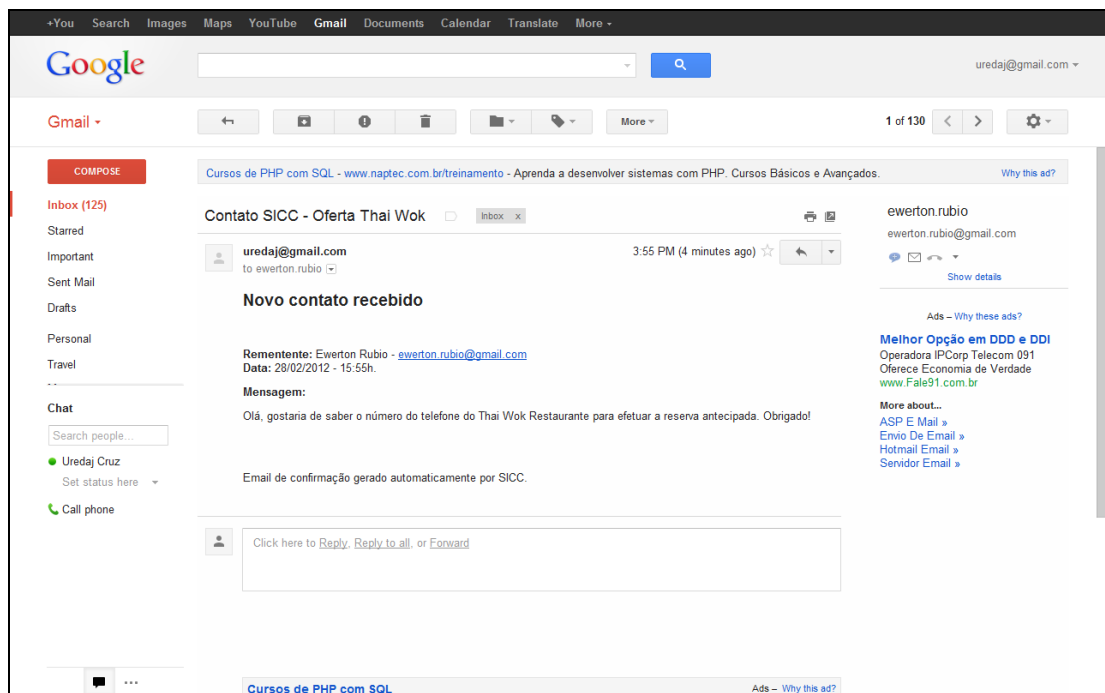 +You Search Images Maps YouTube Gmail Documents Calendar Translate More
Google
uredaj@gmail.com
Gmail
More
1 of 130
COMPOSE
Cursos de PHP com SQL - www.naptec.com.br/treinamento - Aprenda a desenvolver sistemas com PHP. Cursos Básicos e Avançados. Why this ad?
Inbox (125)
Starred
Important
Sent Mail
Drafts
Personal
Travel
Chat
Search people...
Uredaj Cruz
Set status here
Call phone
Contato SICC - Oferta Thai Wok Inbox x
uredaj@gmail.com 3:55 PM (4 minutes ago)
to ewerton.rubio
Novo contato recebido
Rementente: Ewerton Rubio - ewerton.rubio@gmail.com
Data: 28/02/2012 - 15:55h.
Mensagem:
Olá, gostaria de saber o número do telefone do Thai Wok Restaurante para efetuar a reserva antecipada. Obrigado!
Email de confirmação gerado automaticamente por SICC.
Click here to Reply, Reply to all, or Forward
Cursos de PHP com SQL Ads – Why this ad?
ewerton.rubio
ewerton.rubio@gmail.com
Show details
Ads – Why these ads?
Melhor Opção em DDD e DDI
Operadora IPCorp Telecom 091
Oferece Economia de Verdade
www.Fale91.com.br
More about...
ASP E Mail »
Envio De Email »
Hotmail Email »
Servidor Email »